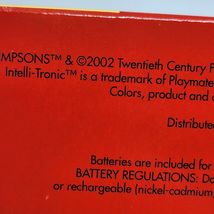 MPSONS™ & ©2002 Twentieth Century F
Intelli-Tronic™ is a trademark of Playmate
Colors, product and
Distributed
Batteries are included for
BATTERY REGULATIONS: Do
or rechargeable (nickel-cadmium,